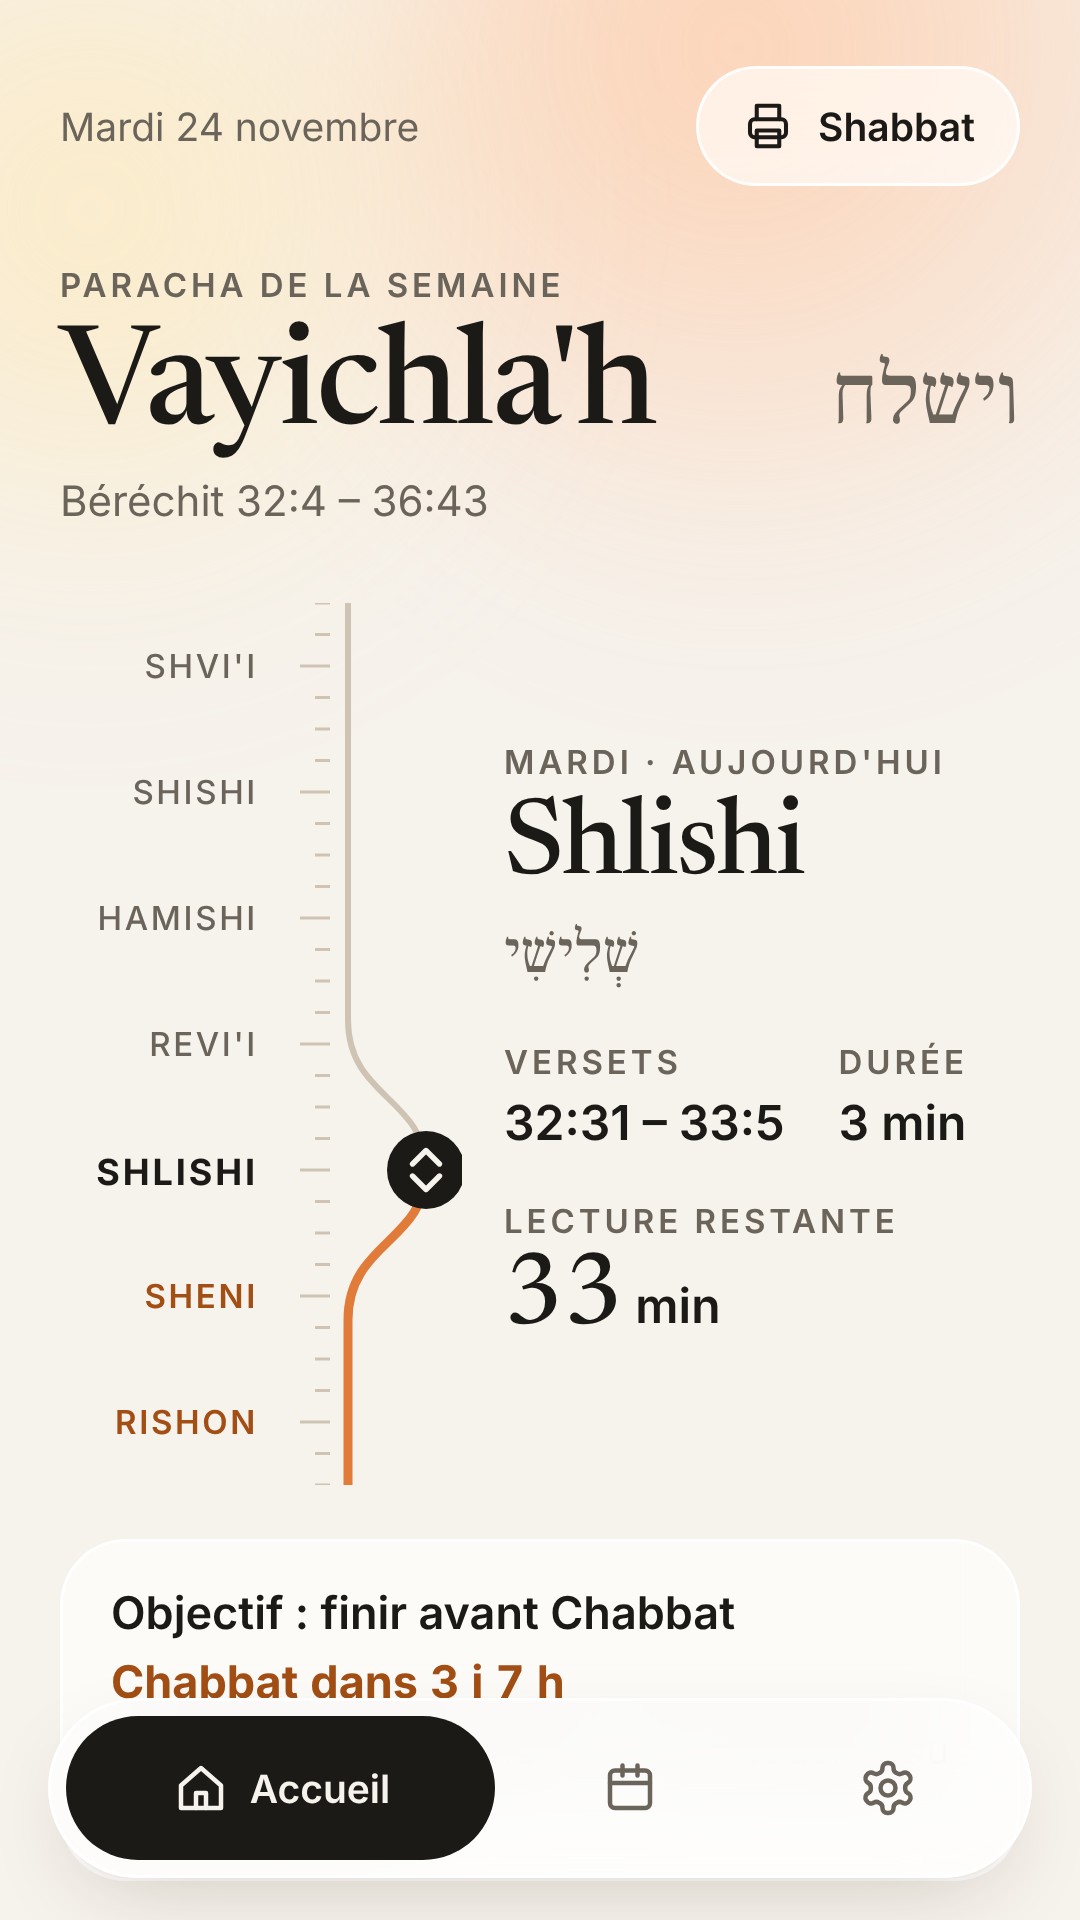 Mardi 24 novembre
Shabbat
PARACHA DE LA SEMAINE
Vayichla'h
וישלח
Béréchit 32:4 – 36:43
SHVI'I
SHISHI
HAMISHI
REVI'I
SHLISHI
SHENI
RISHON
MARDI · AUJOURD'HUI
Shlishi
שְׁלִישִׁי
VERSETS
32:31 – 33:5
DURÉE
3 min
LECTURE RESTANTE
33 min
Objectif : finir avant Chabbat
Chabbat dans 3 j 7 h
Accueil